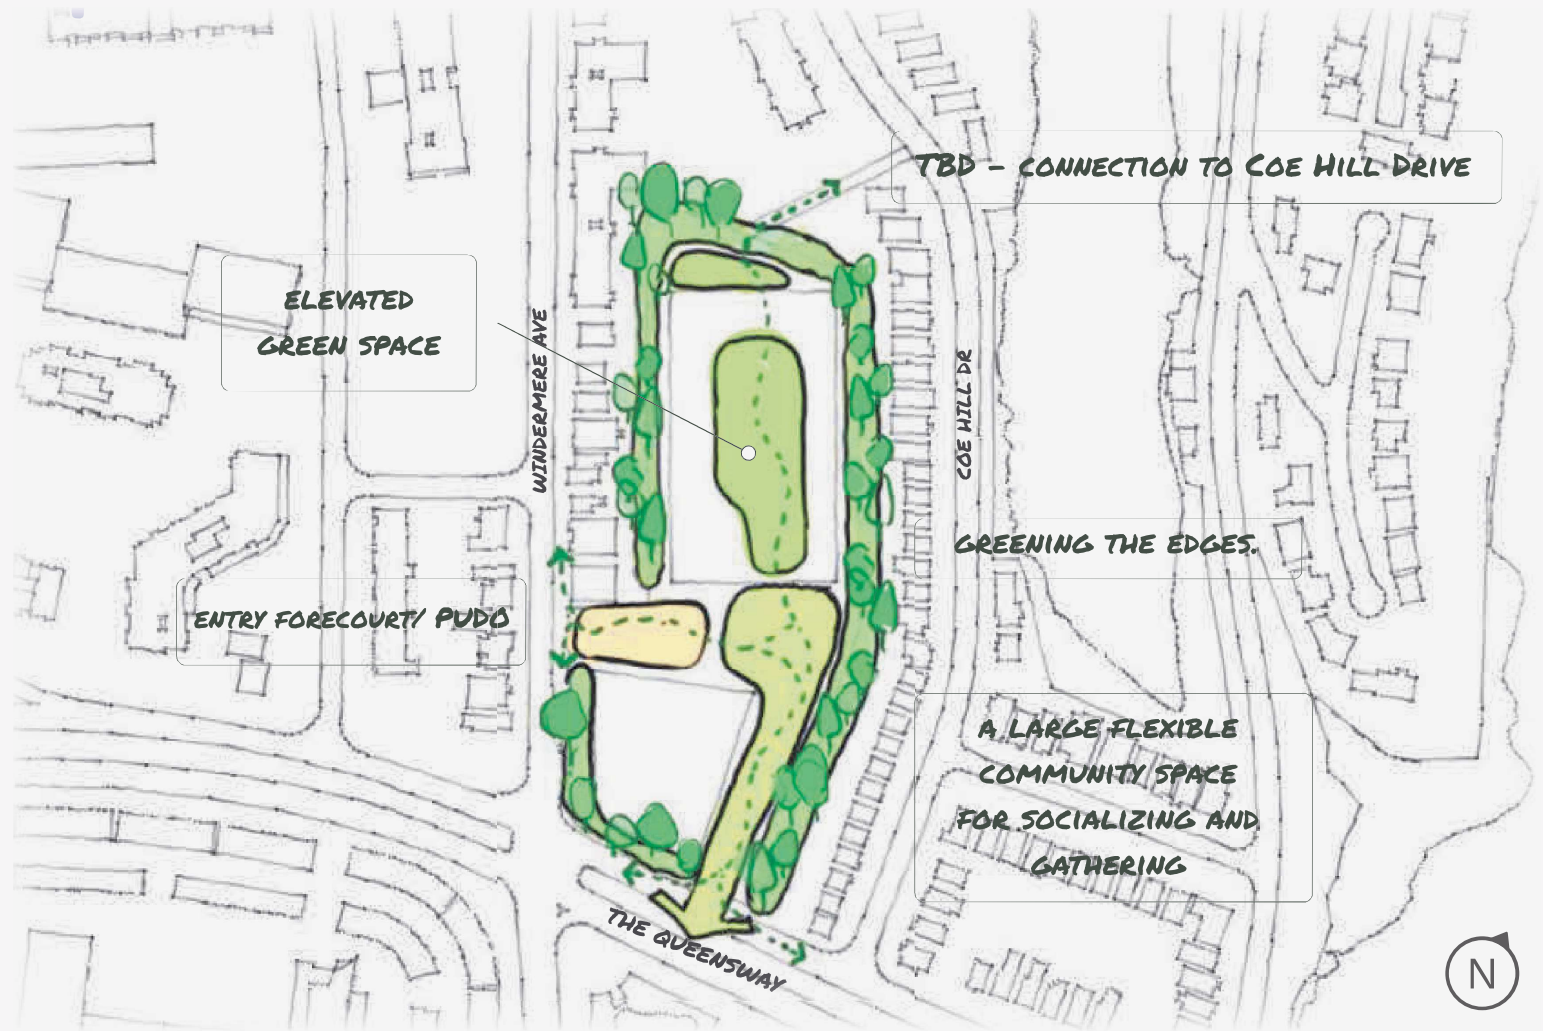 TBD - CONNECTION TO COE HILL DRIVE
ELEVATED
GREEN SPACE
WINDERMERE AVE
COE HILL DR
GREENING THE EDGES.
ENTRY FORECOURT/ PUDO
A LARGE FLEXIBLE
COMMUNITY SPACE
FOR SOCIALIZING AND
GATHERING
THE QUEENSWAY
N